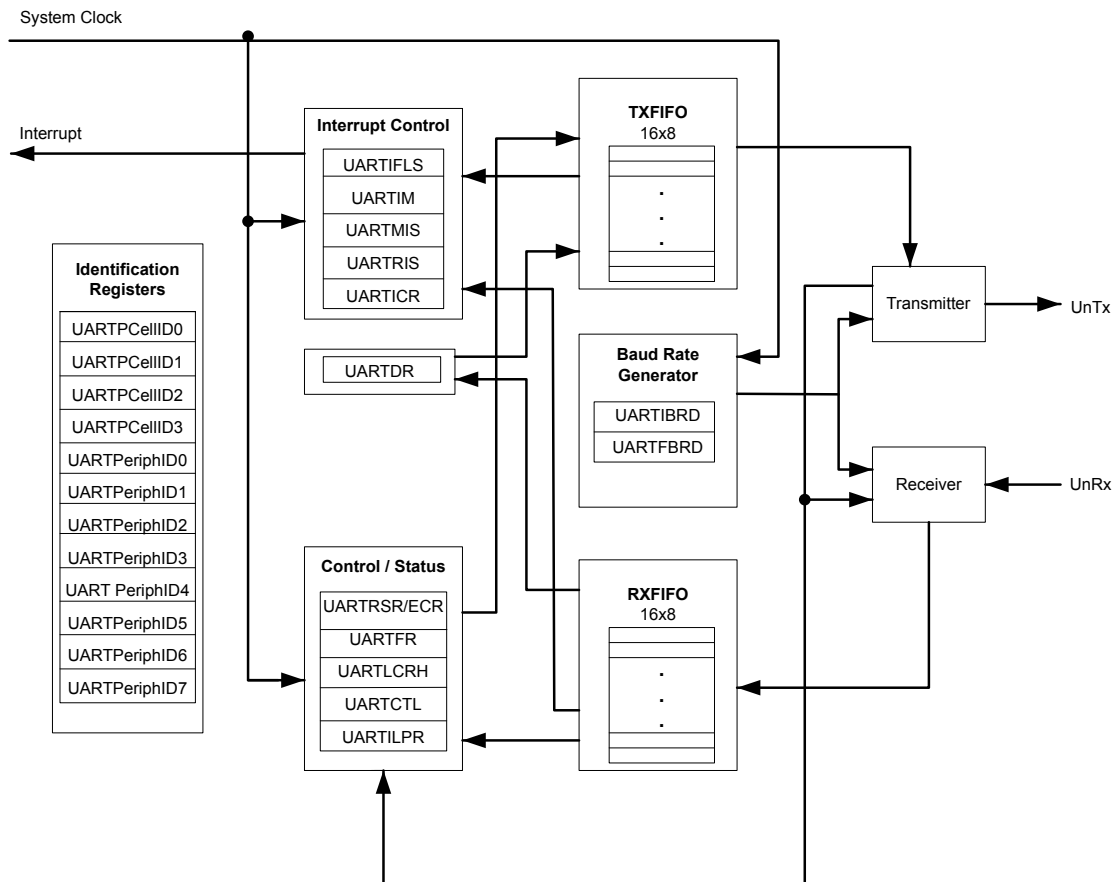 System Clock
Interrupt
Interrupt Control
UARTIFLS
UARTIM
UARTMIS
UARTRIS
UARTICR
TXFIFO
16x8
.
.
.
Identification
Registers
UARTPCellID0
UARTPCellID1
UARTPCellID2
UARTPCellID3
UARTPeriphID0
UARTPeriphID1
UARTPeriphID2
UARTPeriphID3
UART PeriphID4
UARTPeriphID5
UARTPeriphID6
UARTPeriphID7
UARTDR
Baud Rate
Generator
UARTIBRD
UARTFBRD
Transmitter
UnTx
Receiver
UnRx
Control / Status
UARTRSR/ECR
UARTFR
UARTLCRH
UARTCTL
UARTILPR
RXFIFO
16x8
.
.
.